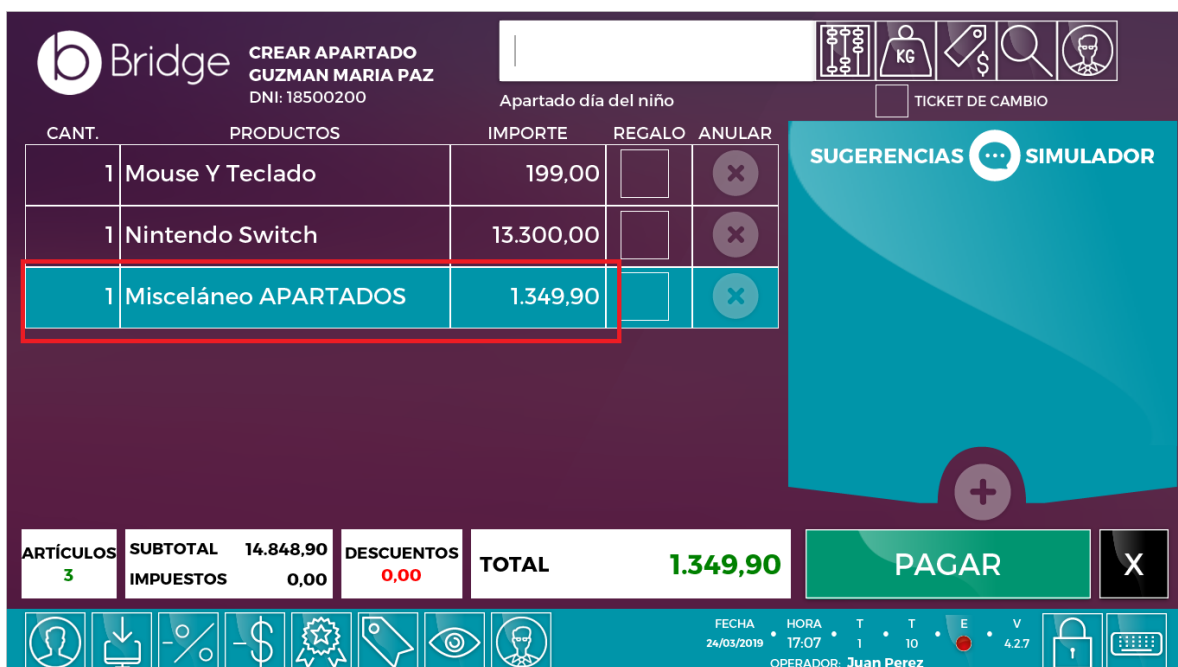 Bridge
CREAR APARTADO
GUZMAN MARIA PAZ
DNI: 18500200
Apartado día del niño
KG
$
TICKET DE CAMBIO
CANT. PRODUCTOS IMPORTE REGALO ANULAR
1 Mouse Y Teclado 199,00
1 Nintendo Switch 13.300,00
1 Misceláneo APARTADOS 1.349,90
SUGERENCIAS SIMULADOR
ARTÍCULOS
3
SUBTOTAL 14.848,90
IMPUESTOS 0,00
DESCUENTOS
0,00
TOTAL 1.349,90
PAGAR
X
-%
-$
FECHA HORA T T E V
24/03/2019 17:07 1 10 4.2.7
OPERADOR: Juan Perez